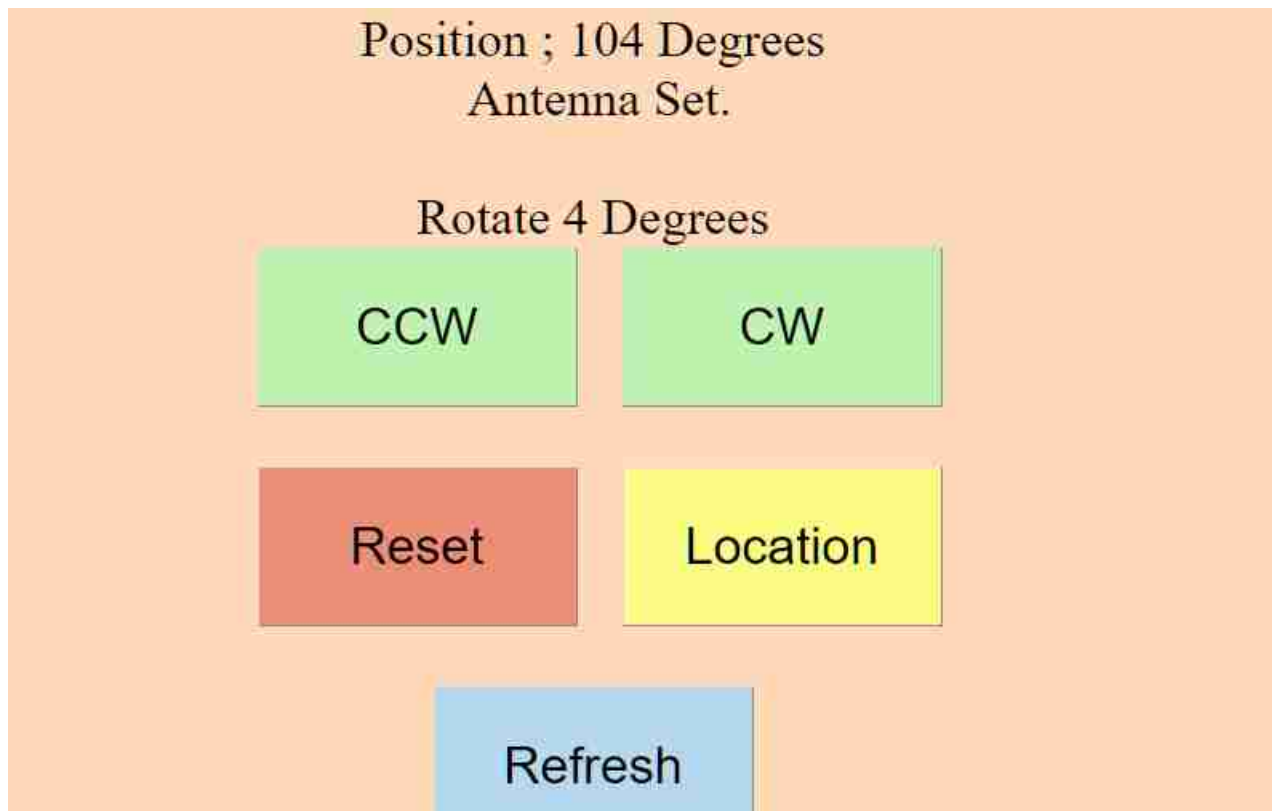 Position ; 104 Degrees
Antenna Set.
Rotate 4 Degrees
CCW CW
Reset Location
Refresh